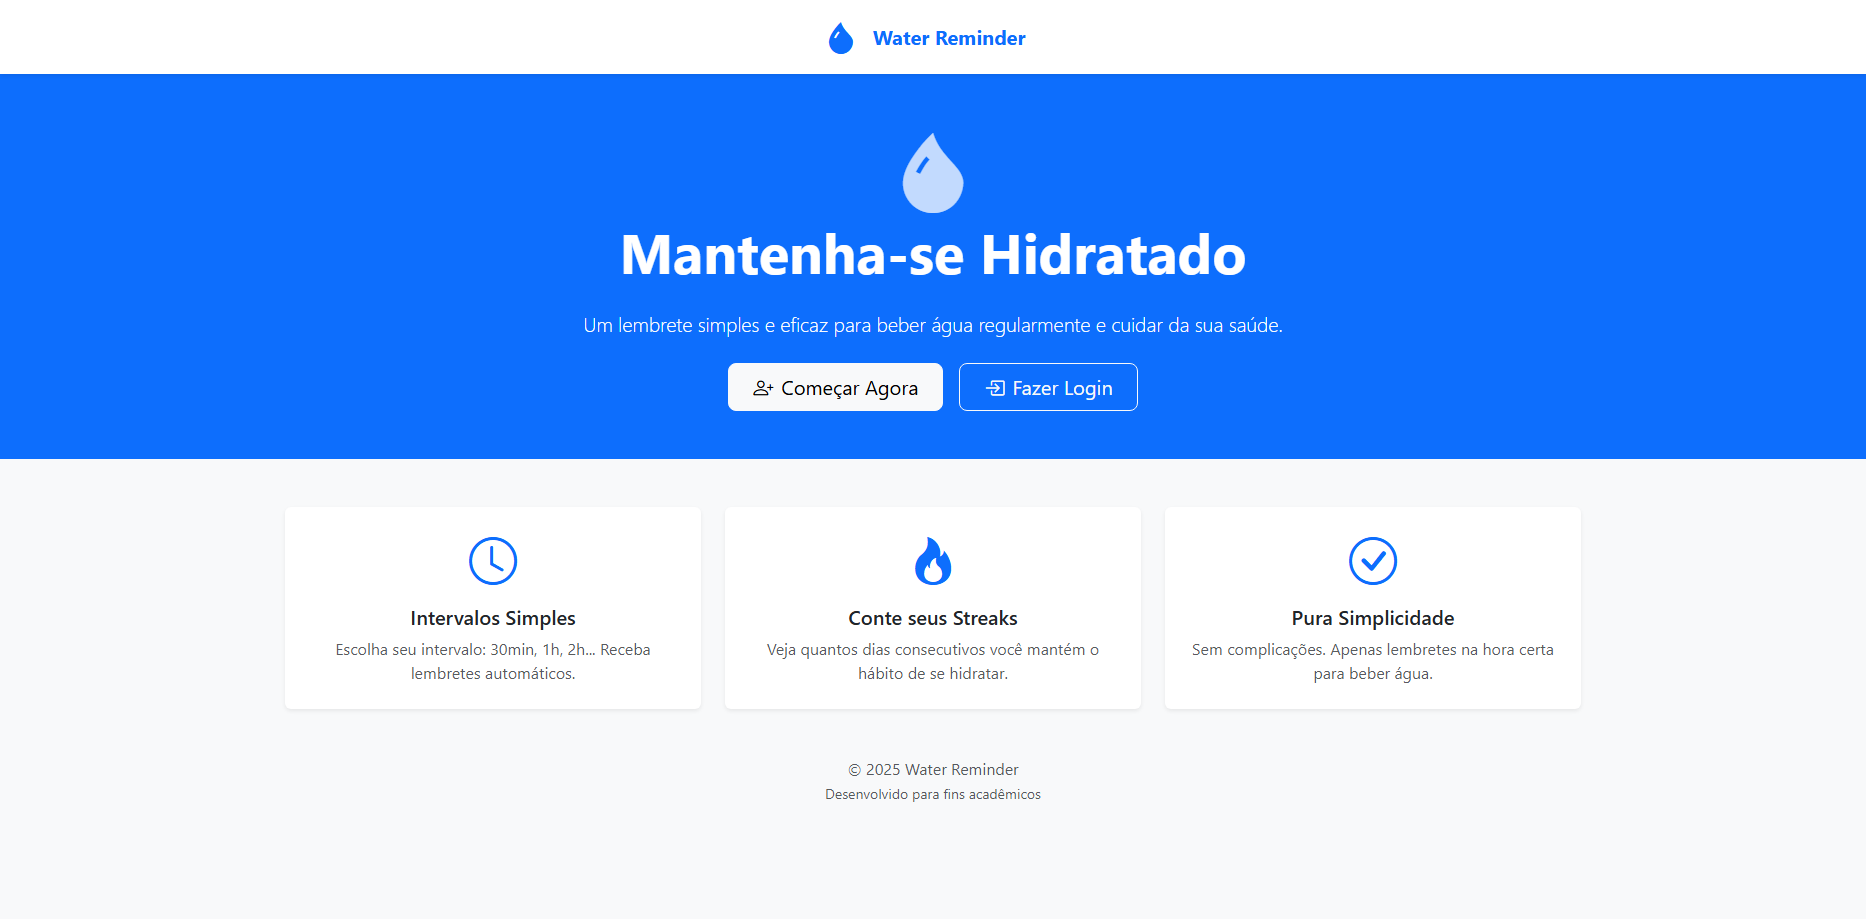 Water Reminder
Mantenha-se Hidratado
Um lembrete simples e eficaz para beber água regularmente e cuidar da sua saúde.
Começar Agora
Fazer Login
Intervalos Simples
Escolha seu intervalo: 30min, 1h, 2h... Receba
lembretes automáticos.
Conte seus Streaks
Veja quantos dias consecutivos você mantém o
hábito de se hidratar.
Pura Simplicidade
Sem complicações. Apenas lembretes na hora certa
para beber água.
© 2025 Water Reminder
Desenvolvido para fins acadêmicos